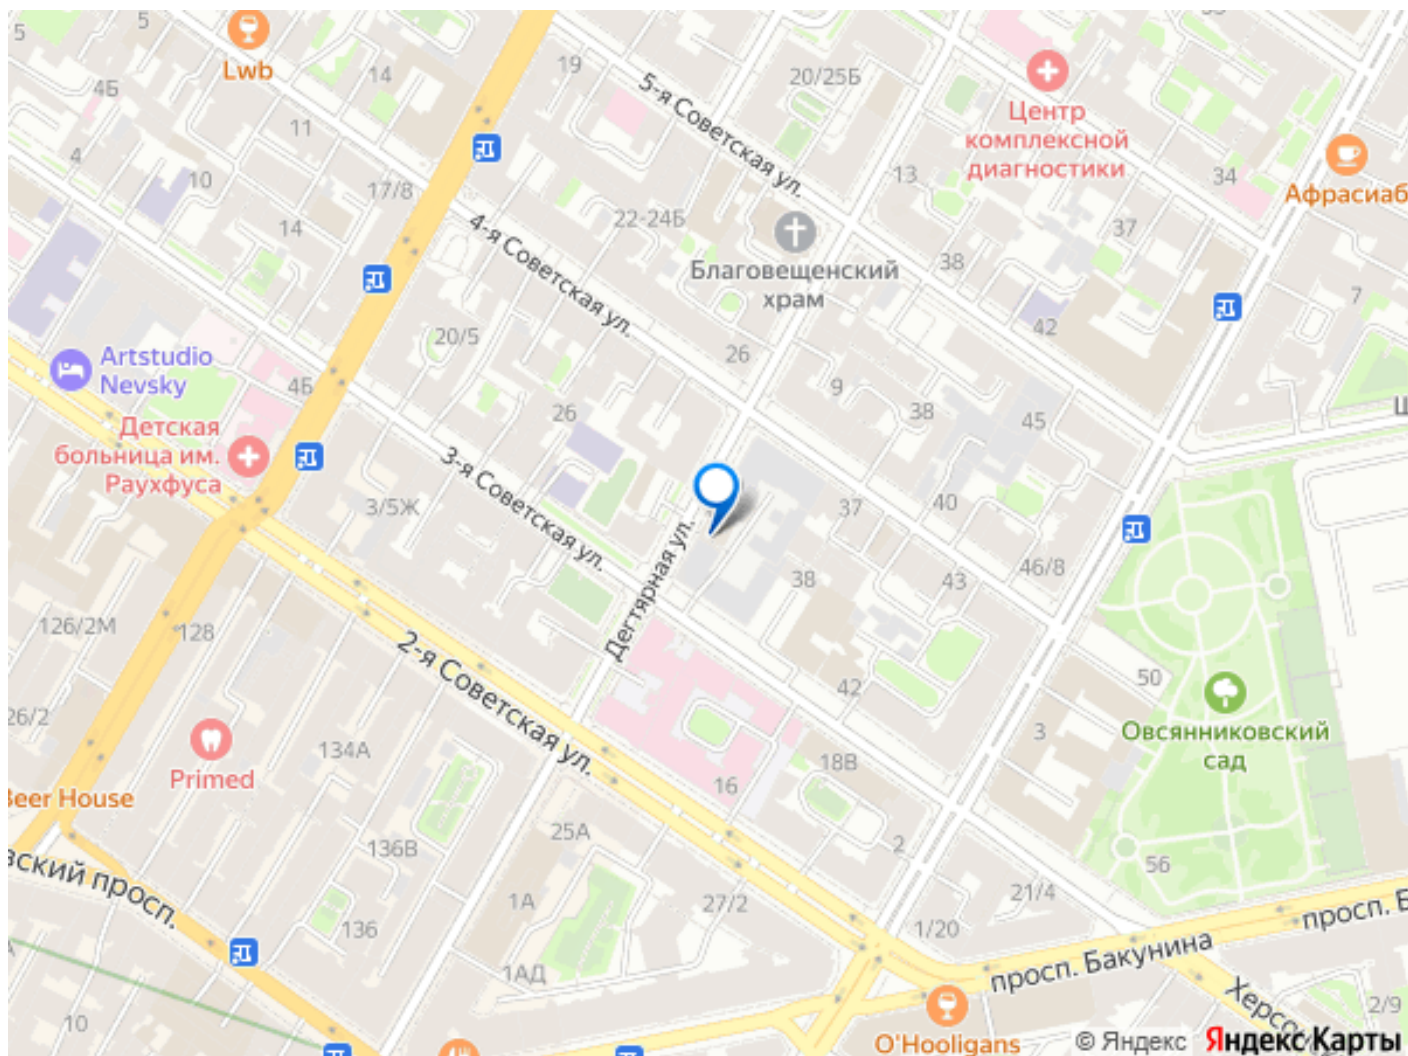 5
5
Lwb
14
19
20/25Б
5-я Советская ул.
Центр
комплексной
диагностики
4Б
11
4
10
17/8
13
34
Афрасиаб
14
22-24Б
4-я Советская ул.
Благовещенский
храм
38
37
7
42
20/5
26
Artstudio
Nevsky
4Б
26
9
38
45
Детская
больница им.
Раухфуса
3-я Советская ул.
3/5Ж
37
40
Дегтярная ул.
38
43
46/8
126/2М
128
2-я Советская ул.
42
50
26/2
3
Овсянниковский
сад
134А
Primed
16
18В
Beer House
25А
136В
2
56
вский просп.
1А
27/2
21/4
136
1/20
просп. Б
просп. Бакунина
1АД
10
2/9
O'Hooligans
© Яндекс Яндекс Карты